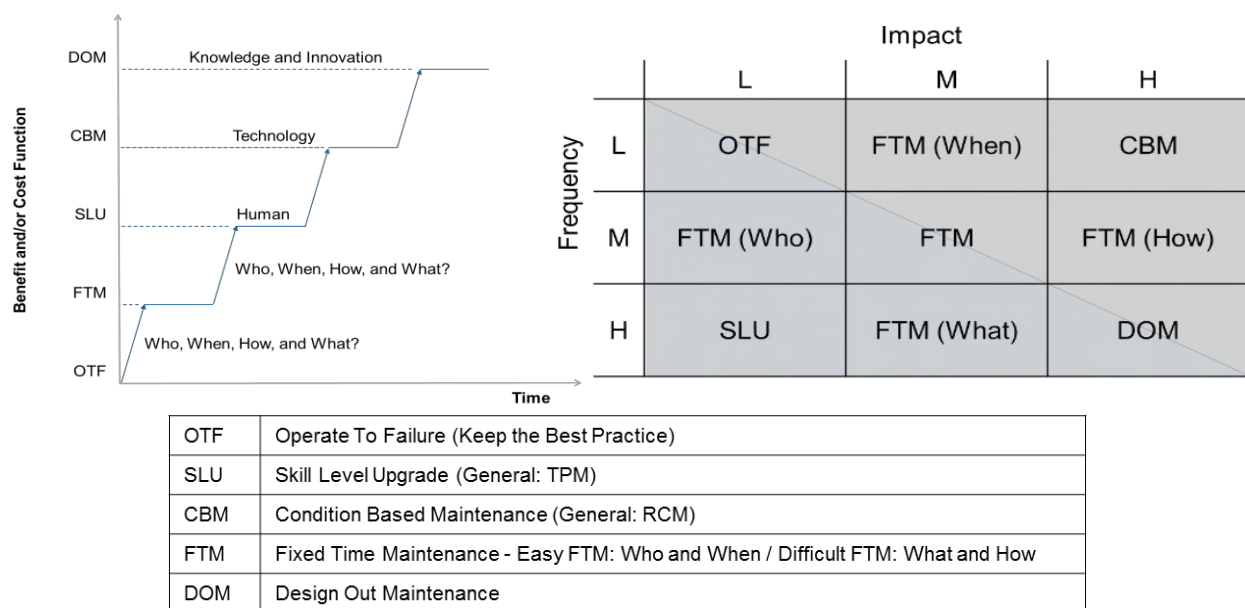 Benefit and/or Cost Function
DOM
Knowledge and Innovation
CBM
Technology
SLU
Human
Who, When, How, and What?
FTM
Who, When, How, and What?
OTF
Time
Impact
L M H
Frequency
L OTF FTM (When) CBM
M FTM (Who) FTM FTM (How)
H SLU FTM (What) DOM
OTF Operate To Failure (Keep the Best Practice)
SLU Skill Level Upgrade (General: TPM)
CBM Condition Based Maintenance (General: RCM)
FTM Fixed Time Maintenance - Easy FTM: Who and When / Difficult FTM: What and How
DOM Design Out Maintenance